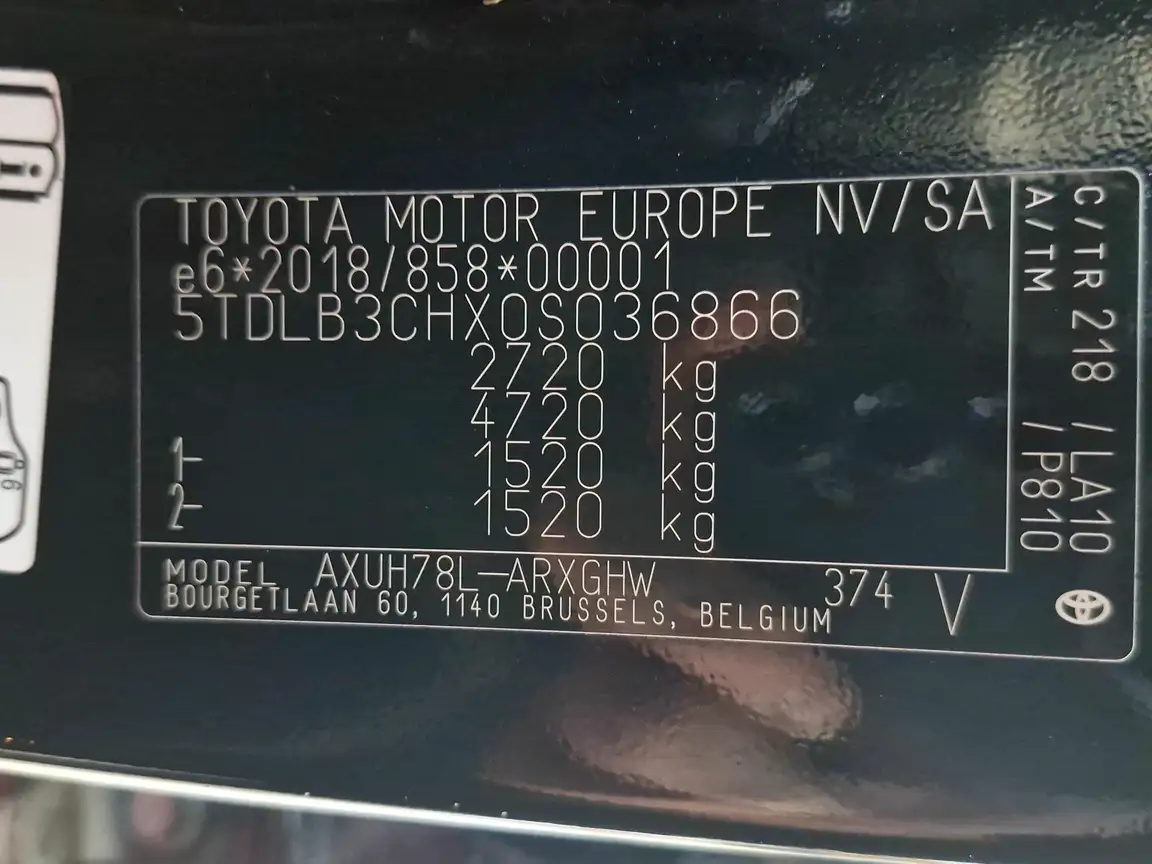 TOYOTA MOTOR EUROPE NV/SA
e6*2018/858*00001
5TDLB3CHX0S036866
2720 kg
4720 kg
1- 1520 kg
2- 1520 kg
MODEL AXUH78L-ARXGHW 374 V
BOURGETLAAN 60, 1140 BRUSSELS, BELGIUM
C/TR 218 /LA10
A/TM /P810